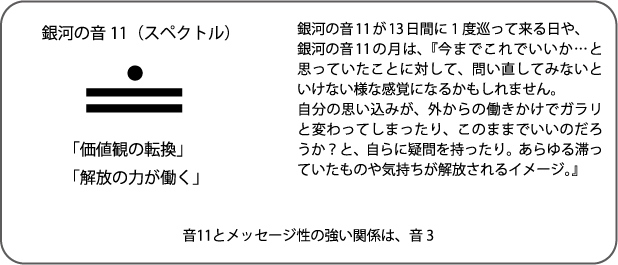 銀河の音 11（スペクトル）
「価値観の転換」
「解放の力が働く」
銀河の音 11 が 13 日間に 1 度巡って来る日や、
銀河の音 11 の月は、『今までこれでいいか…と
思っていたことに対して、問い直してみないと
いけない様な感覚になるかもしれません。
自分の思い込みが、外からの働きかけでガラリ
と変わってしまったり、このままでいいのだろ
うか？と、自らに疑問を持ったり。あらゆる滞っ
ていたものや気持ちが解放されるイメージ。』
音11とメッセージ性の強い関係は、音 3